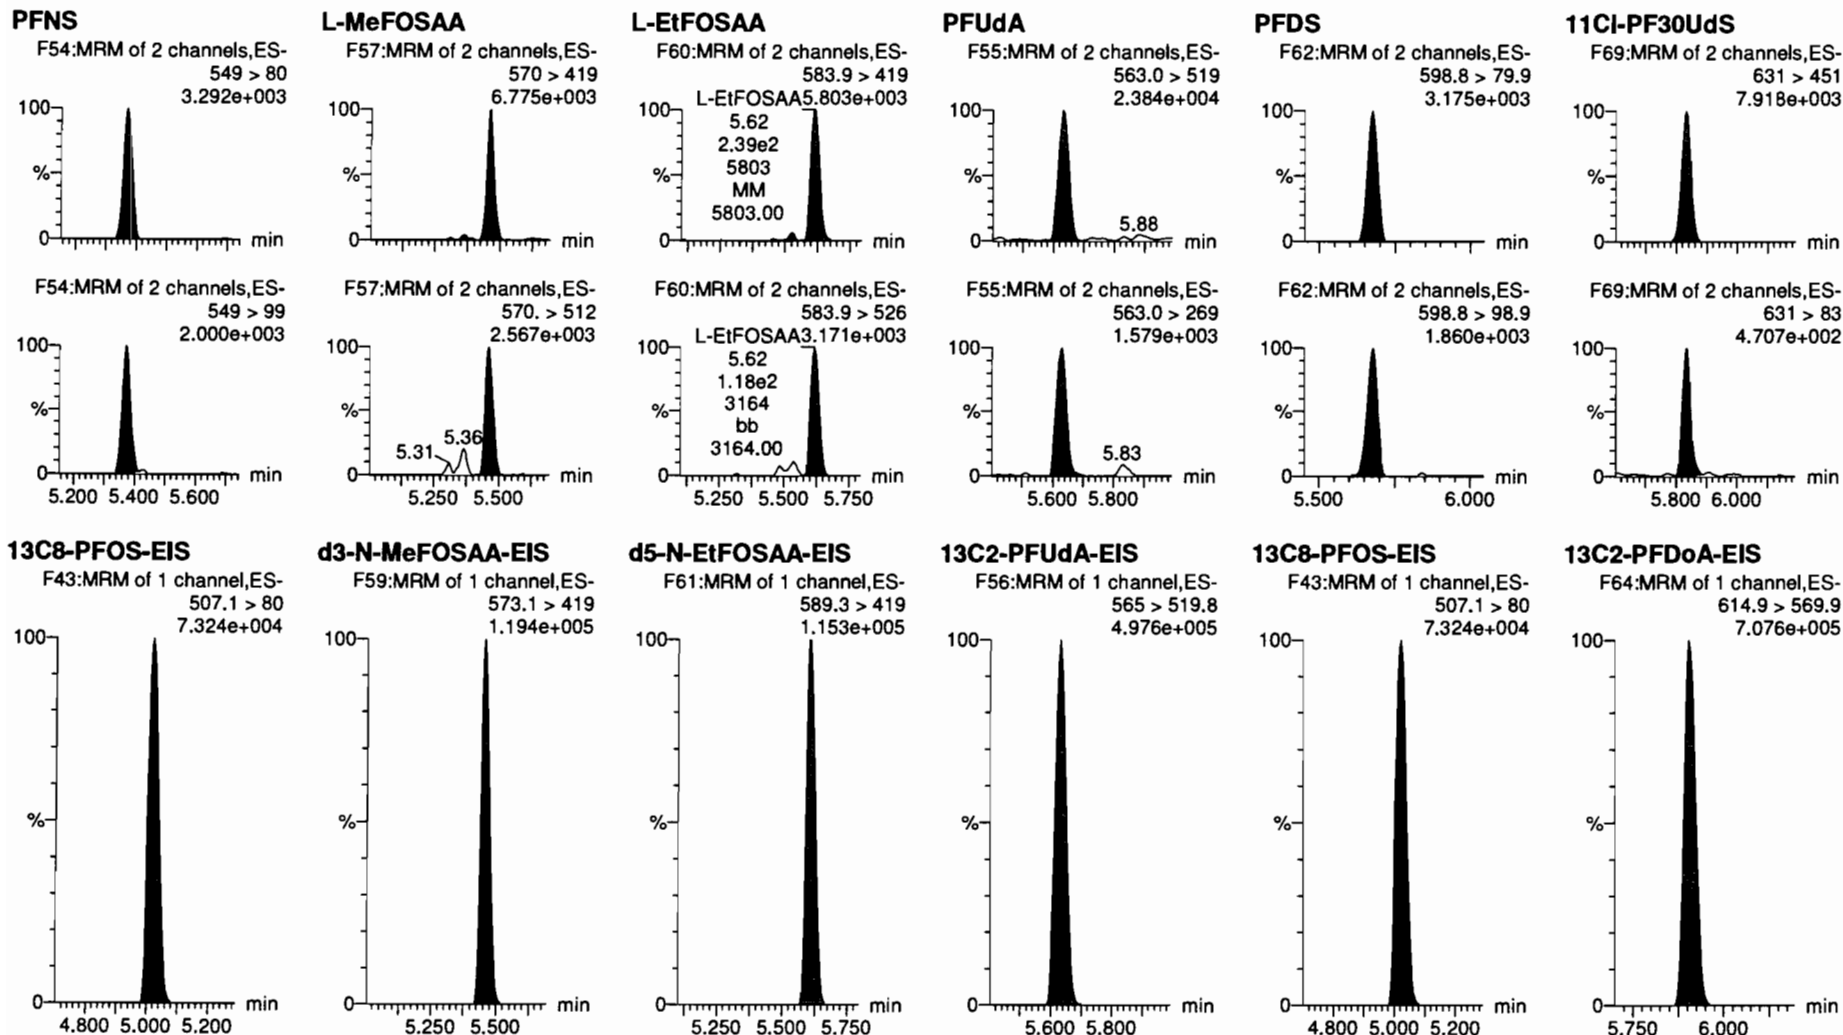 PFNS
F54:MRM of 2 channels,ES-
549 > 80
3.292e+003
100
%
0
min
F54:MRM of 2 channels,ES-
549 > 99
2.000e+003
100
%
0
min
5.200 5.400 5.600
L-MeFOSAA
F57:MRM of 2 channels,ES-
570 > 419
6.775e+003
100
%
0
min
F57:MRM of 2 channels,ES-
570. > 512
2.567e+003
100
%
5.31
5.36
0
min
5.250 5.500
L-EtFOSAA
F60:MRM of 2 channels,ES-
583.9 > 419
L-EtFOSAA5.803e+003
100
5.62
2.39e2
5803
MM
5803.00
%
0
min
F60:MRM of 2 channels,ES-
583.9 > 526
L-EtFOSAA3.171e+003
100
5.62
1.18e2
3164
bb
3164.00
%
0
min
5.250 5.500 5.750
PFUdA
F55:MRM of 2 channels,ES-
563.0 > 519
2.384e+004
100
%
5.88
0
min
F55:MRM of 2 channels,ES-
563.0 > 269
1.579e+003
100
%
5.83
0
min
5.600 5.800
PFDS
F62:MRM of 2 channels,ES-
598.8 > 79.9
3.175e+003
100
%
0
min
F62:MRM of 2 channels,ES-
598.8 > 98.9
1.860e+003
100
%
0
min
5.500 6.000
11Cl-PF30UdS
F69:MRM of 2 channels,ES-
631 > 451
7.918e+003
100
%
0
min
F69:MRM of 2 channels,ES-
631 > 83
4.707e+002
100
%
0
min
5.800 6.000
13C8-PFOS-EIS
F43:MRM of 1 channel,ES-
507.1 > 80
7.324e+004
100
%
0
min
4.800 5.000 5.200
d3-N-MeFOSAA-EIS
F59:MRM of 1 channel,ES-
573.1 > 419
1.194e+005
100
%
0
min
5.250 5.500
d5-N-EtFOSAA-EIS
F61:MRM of 1 channel,ES-
589.3 > 419
1.153e+005
100
%
0
min
5.250 5.500 5.750
13C2-PFUdA-EIS
F56:MRM of 1 channel,ES-
565 > 519.8
4.976e+005
100
%
0
min
5.600 5.800
13C8-PFOS-EIS
F43:MRM of 1 channel,ES-
507.1 > 80
7.324e+004
100
%
0
min
4.800 5.000 5.200
13C2-PFDoA-EIS
F64:MRM of 1 channel,ES-
614.9 > 569.9
7.076e+005
100
%
0
min
5.750 6.000